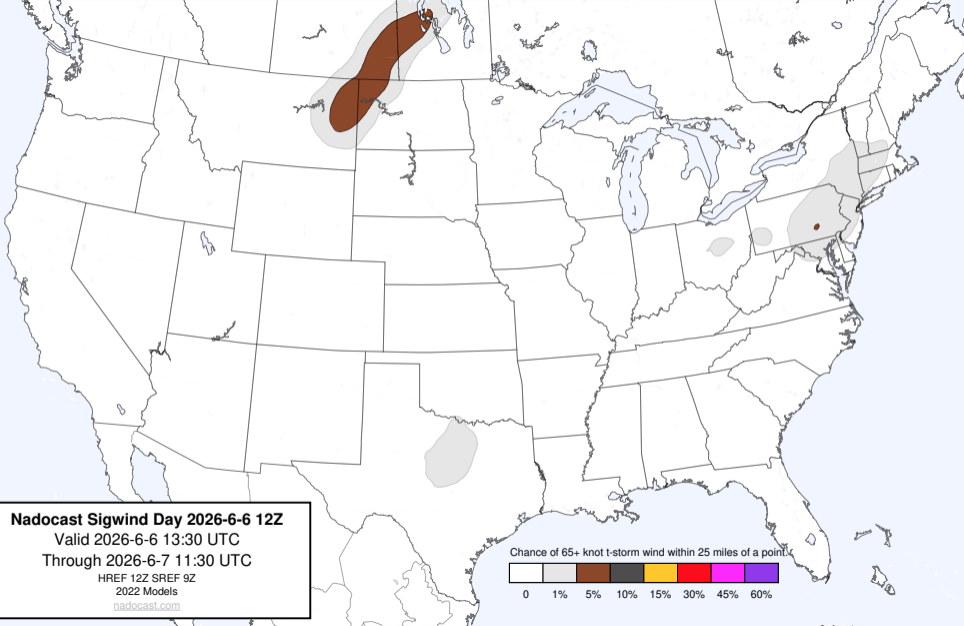 Nadocast Sigwind Day 2026-6-6 12Z
Valid 2026-6-6 13:30 UTC
Through 2026-6-7 11:30 UTC
HREF 12Z SREF 9Z
2022 Models
nadocast.com
Chance of 65+ knot t-storm wind within 25 miles of a point.
0 1% 5% 10% 15% 30% 45% 60%